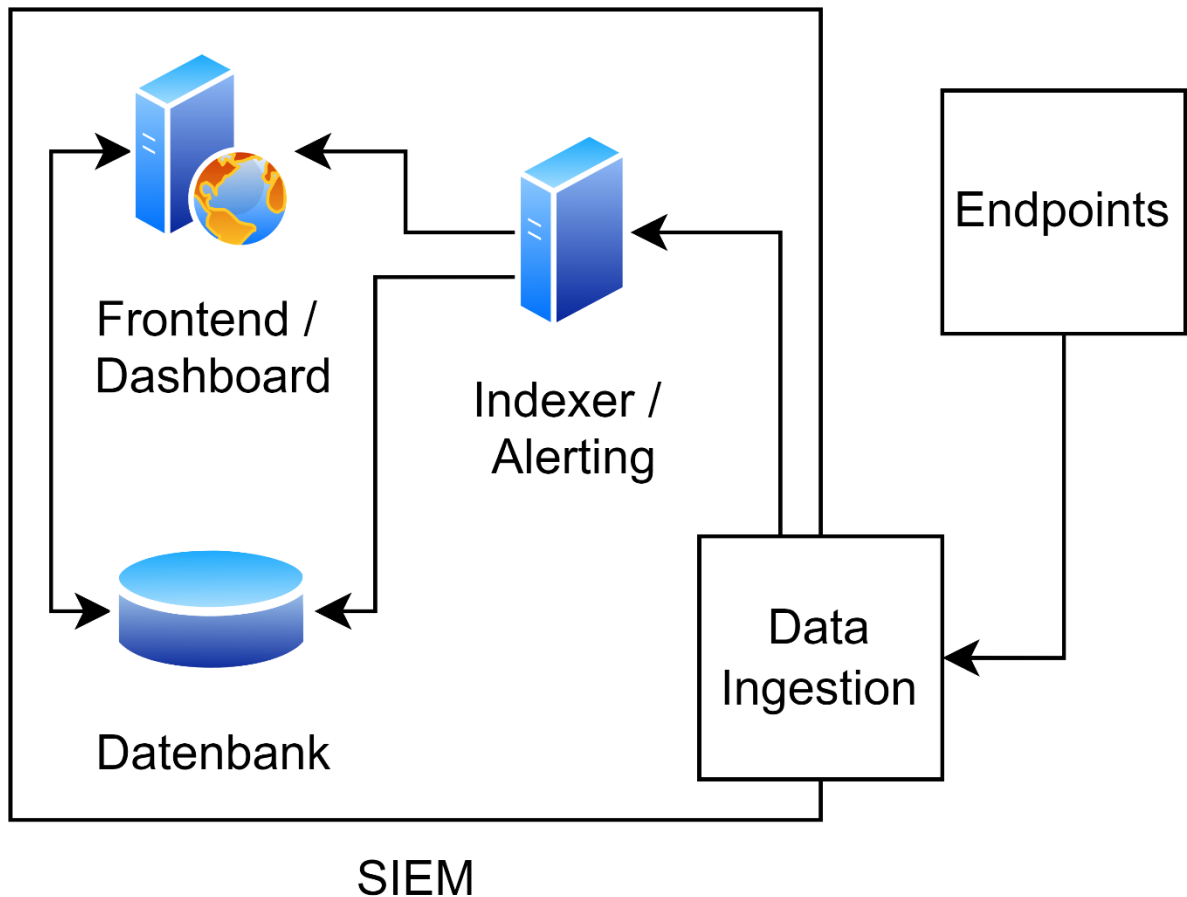 Frontend /
Dashboard
Indexer /
Alerting
Endpoints
Data
Ingestion
Datenbank
SIEM